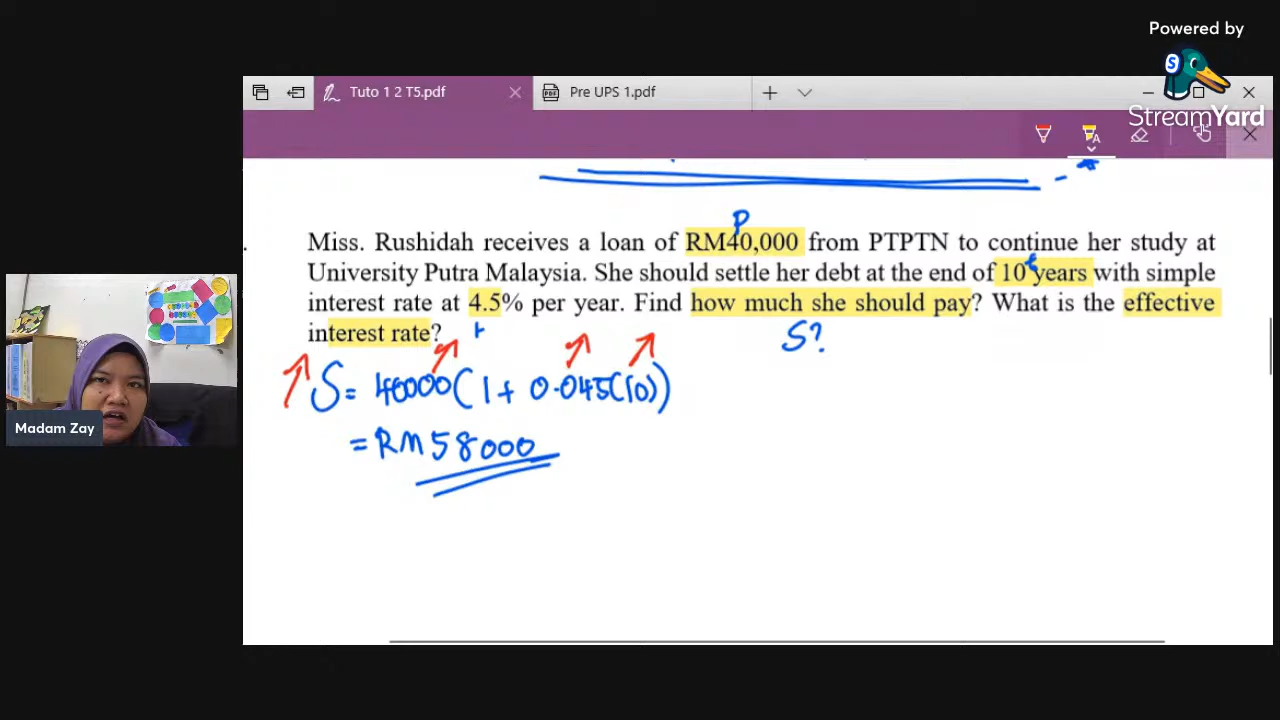 Powered by
S
StreamYard
Tuto 1 2 T5.pdf
PDF
Pre UPS 1.pdf
A
P
. Miss. Rushidah receives a loan of RM40,000 from PTPTN to continue her study at
t
University Putra Malaysia. She should settle her debt at the end of 10 years with simple
interest rate at 4.5% per year. Find how much she should pay? What is the effective
interest rate?
r
S?
S = 40000(1 + 0.045(10))
= RM 58000
Madam Zay